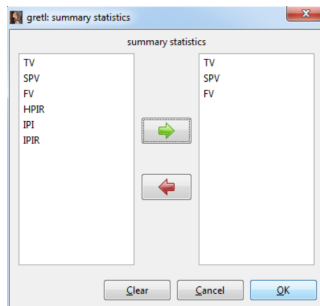 gretl: summary statistics
summary statistics
TV
SPV
FV
HPIR
IPI
IPIR
TV
SPV
FV
Clear
Cancel
OK